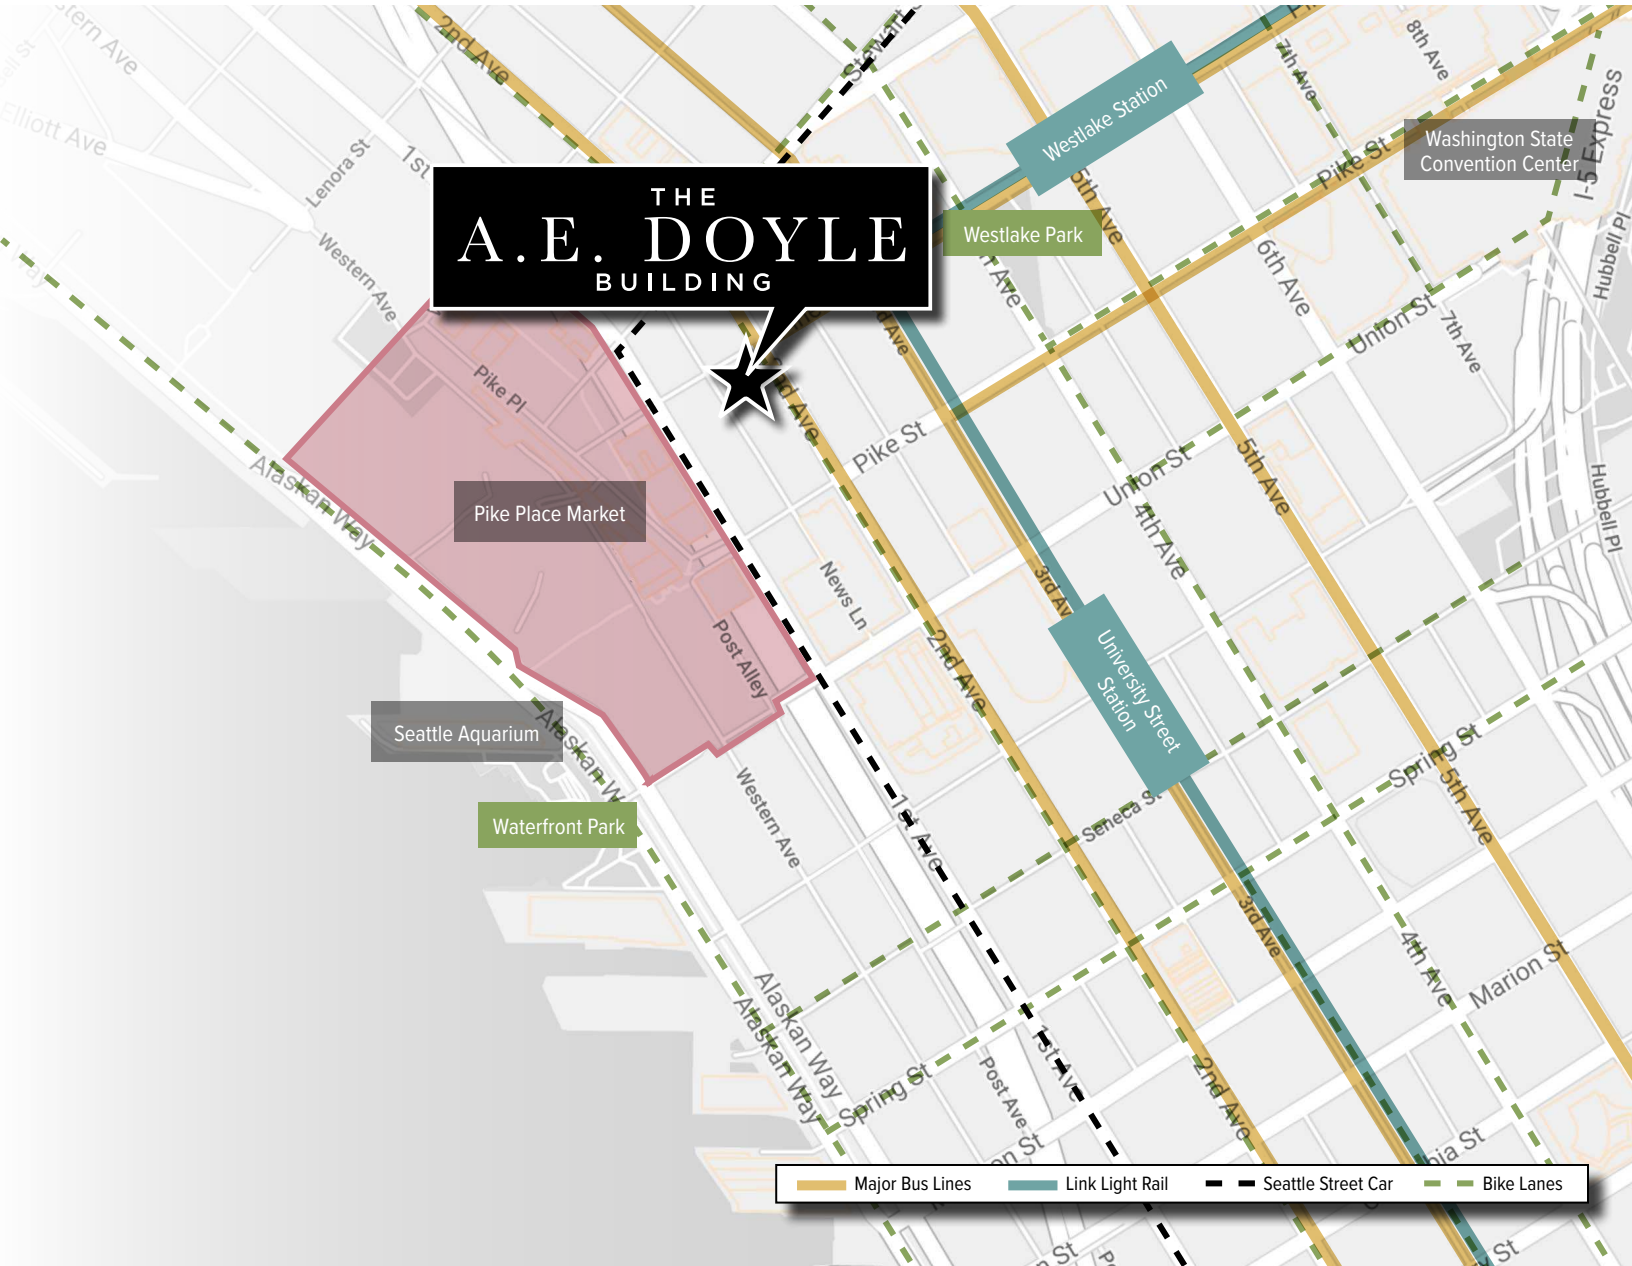 2nd Ave
Stewart
7th Ave
8th Ave
Elliott Ave
Lenora St
1st
Westlake Station
Washington State
Convention Center
I-5 Express
Pike St
5th Ave
THE
A.E. DOYLE
BUILDING
Westlake Park
Western Ave
6th Ave
Hubbell Pl
Union St
7th Ave
Pike Pl
2nd Ave
Pike St
Alaskan Way
Pike Place Market
Union St
4th Ave
5th Ave
Hubbell Pl
News Ln
3rd Av
2nd Ave
Post Alley
University Street
Station
Seattle Aquarium
Alaskan W
Waterfront Park
Western Ave
1st Ave
Seneca St
Spring St
5th Ave
3rd Ave
4th Ave
Marion St
Alaskan Way
Alaskan Way
Spring St
Post Ave
1st Ave
2nd Ave
Major Bus Lines
Link Light Rail
Seattle Street Car
Bike Lanes